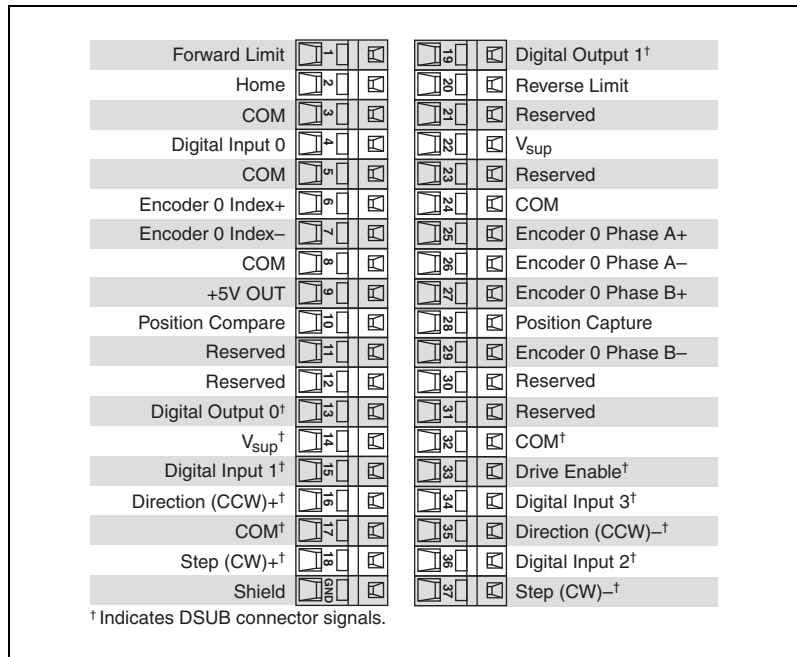 Forward Limit 1 19 Digital Output 1†
Home 2 20 Reverse Limit
COM 3 21 Reserved
Digital Input 0 4 22 Vsup
COM 5 23 Reserved
Encoder 0 Index+ 6 24 COM
Encoder 0 Index– 7 25 Encoder 0 Phase A+
COM 8 26 Encoder 0 Phase A–
+5V OUT 9 27 Encoder 0 Phase B+
Position Compare 10 28 Position Capture
Reserved 11 29 Encoder 0 Phase B–
Reserved 12 30 Reserved
Digital Output 0† 13 31 Reserved
Vsup† 14 32 COM†
Digital Input 1† 15 33 Drive Enable†
Direction (CCW)+† 16 34 Digital Input 3†
COM† 17 35 Direction (CCW)–†
Step (CW)+† 18 36 Digital Input 2†
Shield GND 37 Step (CW)–†
† Indicates DSUB connector signals.